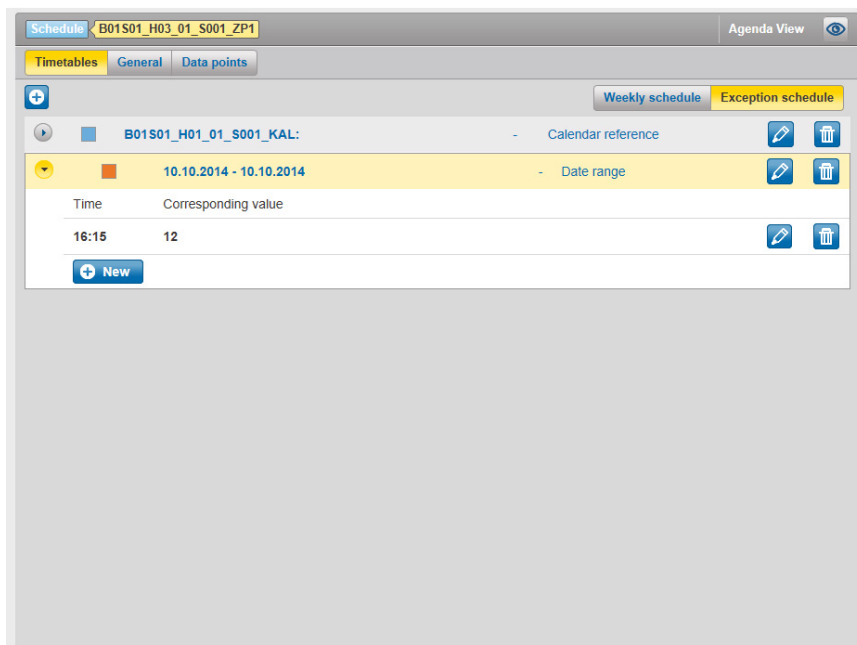 Schedule B01S01_H03_01_S001_ZP1 Agenda View
Timetables General Data points
Weekly schedule Exception schedule
B01S01_H01_01_S001_KAL: - Calendar reference
10.10.2014 - 10.10.2014 - Date range
Time Corresponding value
16:15 12
New